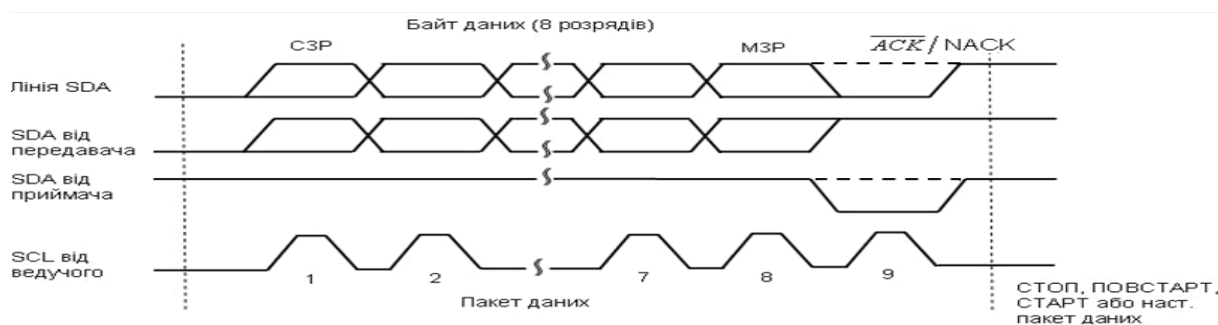 Байт даних (8 розрядів)
СЗР
МЗР
ACK / NACK
Лінія SDA
SDA від
передавача
SDA від
приймача
SCL від
ведучого
1
2
7
8
9
Пакет даних
СТОП, ПОВСТАРТ,
СТАРТ або наст.
пакет даних